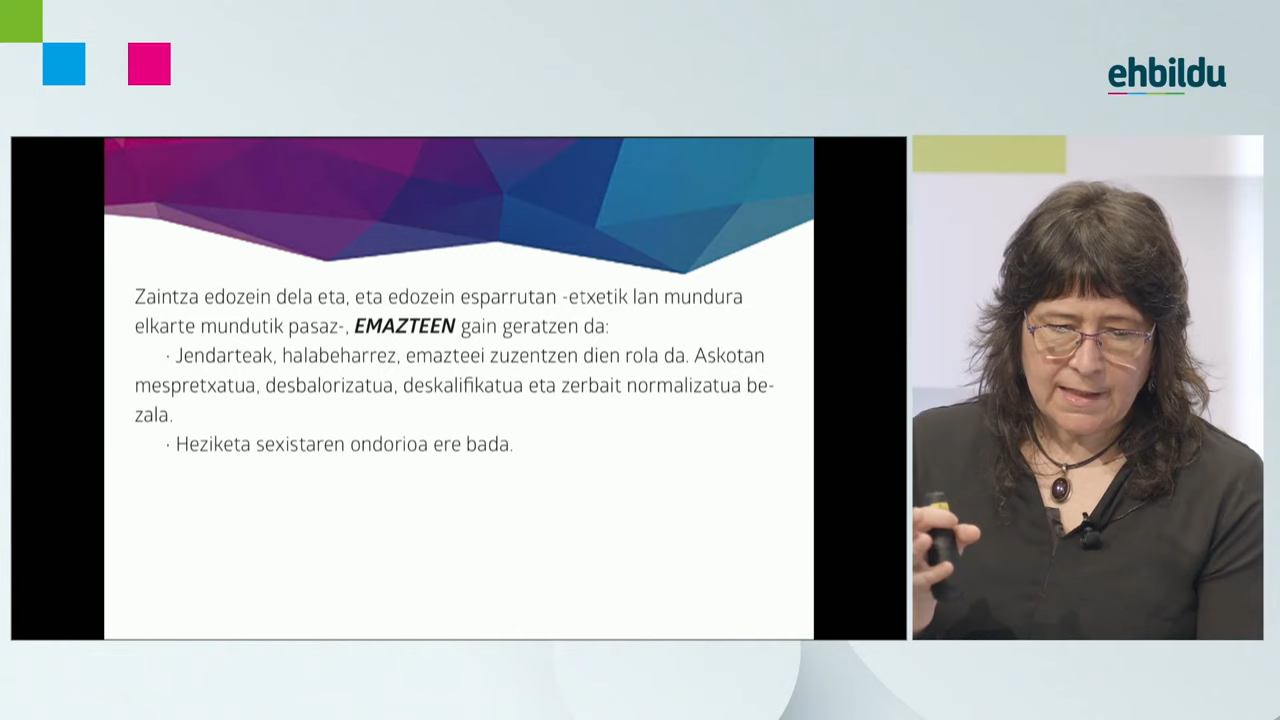 ehbildu
Zaintza edozein dela eta, eta edozein esparrutan -etxetik lan mundura
elkarte mundutik pasaz-, EMAZTEEN gain geratzen da:
· Jendarteak, halabeharrez, emazteei zuzentzen dien rola da. Askotan
mespretxatua, desbalorizatua, deskalifikatua eta zerbait normalizatua be-
zala.
· Heziketa sexistaren ondorioa ere bada.